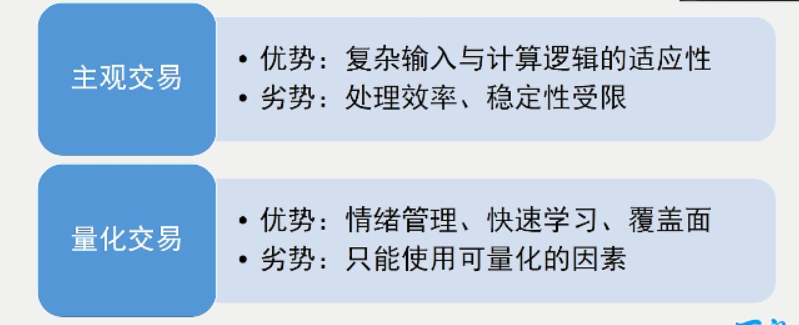 主观交易
• 优势：复杂输入与计算逻辑的适应性
• 劣势：处理效率、稳定性受限
量化交易
• 优势：情绪管理、快速学习、覆盖面
• 劣势：只能使用可量化的因素